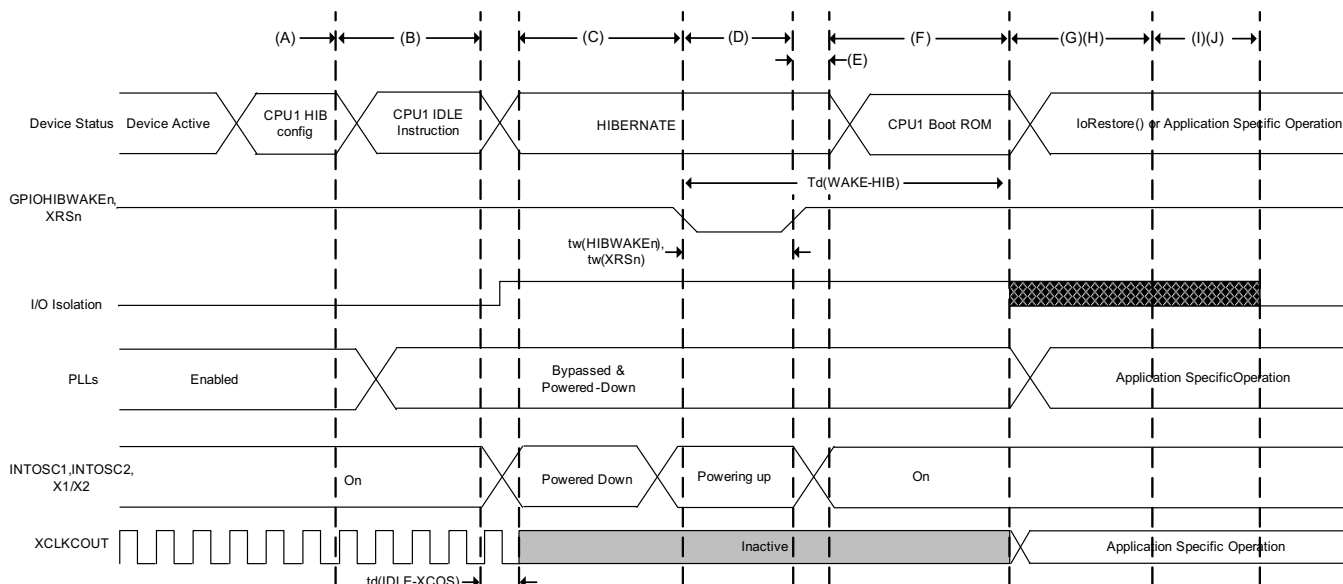 (A)
(B)
(C)
(D)
(E)
(F)
(G)(H)
(I)(J)
Device Status
Device Active
CPU1 HIB
config
CPU1 IDLE
Instruction
HIBERNATE
CPU1 Boot ROM
IoRestore() or Application Specific Operation
Td(WAKE-HIB)
GPIOHIBWAKEn,
XRSn
tw(HIBWAKEn),
tw(XRSn)
I/O Isolation
PLLs
Enabled
Bypassed &
Powered-Down
Application SpecificOperation
INTOSC1,INTOSC2,
X1/X2
On
Powered Down
Powering up
On
XCLKCOUT
Inactive
Application Specific Operation
td(IDLE-XCOS)